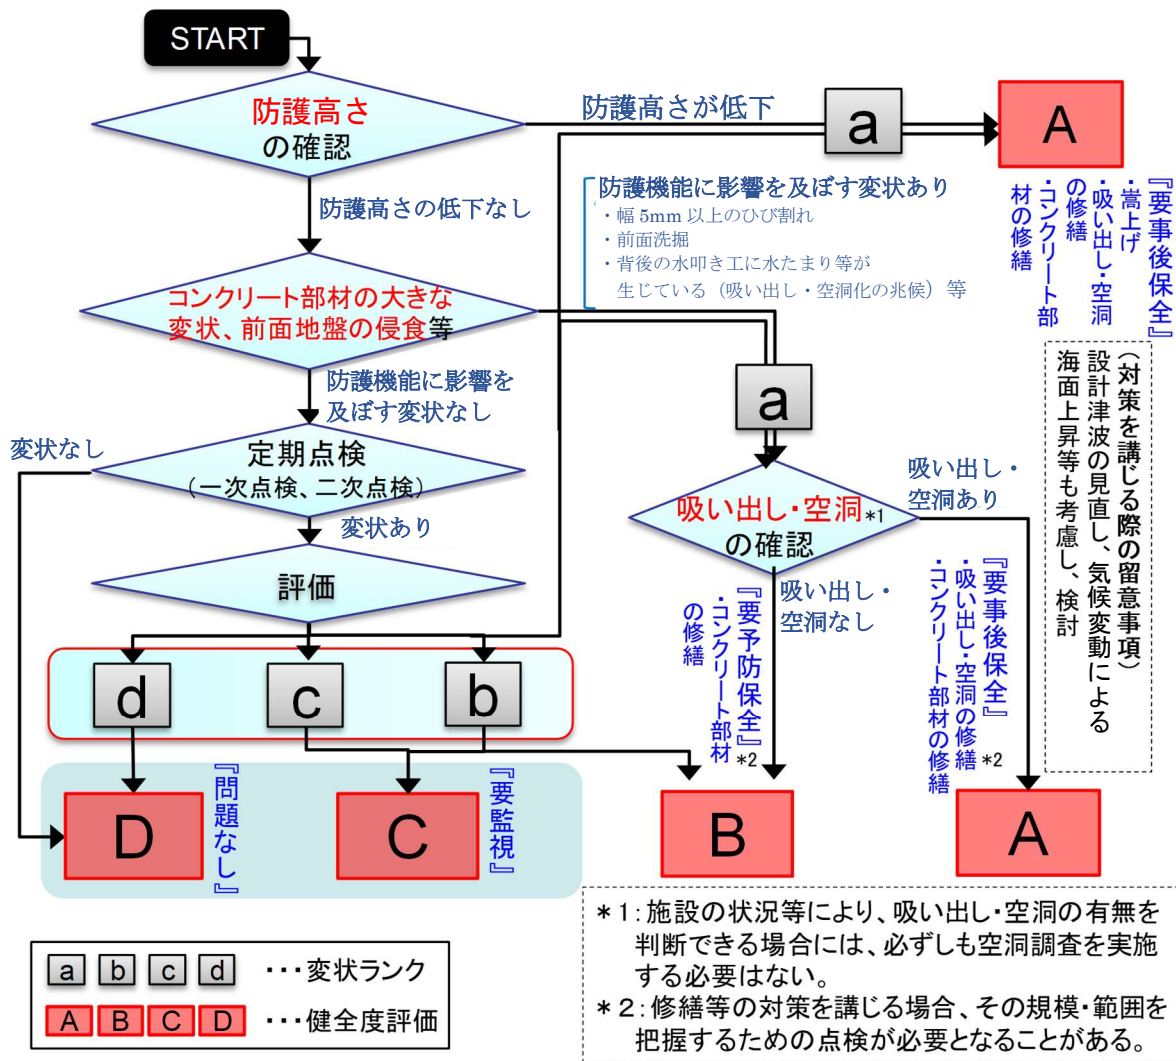 START
防護高さ
の確認
防護高さが低下
a
A
『要事後保全』
・嵩上げ
・吸い出し・空洞
の修繕
・コンクリート部
材の修繕
防護高さの低下なし
防護機能に影響を及ぼす変状あり
・幅 5mm 以上のひび割れ
・前面洗掘
・背後の水叩き工に水たまり等が
生じている（吸い出し・空洞化の兆候）等
コンクリート部材の大きな
変状、前面地盤の侵食等
防護機能に影響を
及ぼす変状なし
a
（対策を講じる際の留意事項）
設計津波の見直し、気候変動による
海面上昇等も考慮し、検討
変状なし
定期点検
（一次点検、二次点検）
変状あり
吸い出し・空洞*1
の確認
吸い出し・
空洞あり
吸い出し・
空洞なし
評価
『要予防保全』*2
・コンクリート部材
の修繕
『要事後保全』
・吸い出し・空洞の修繕*2
・コンクリート部材の修繕
d
c
b
D
『問題なし』
C
『要監視』
B
A
a b c d ・・・変状ランク
A B C D ・・・健全度評価
＊1：施設の状況等により、吸い出し・空洞の有無を
判断できる場合には、必ずしも空洞調査を実施
する必要はない。
＊2：修繕等の対策を講じる場合、その規模・範囲を
把握するための点検が必要となることがある。